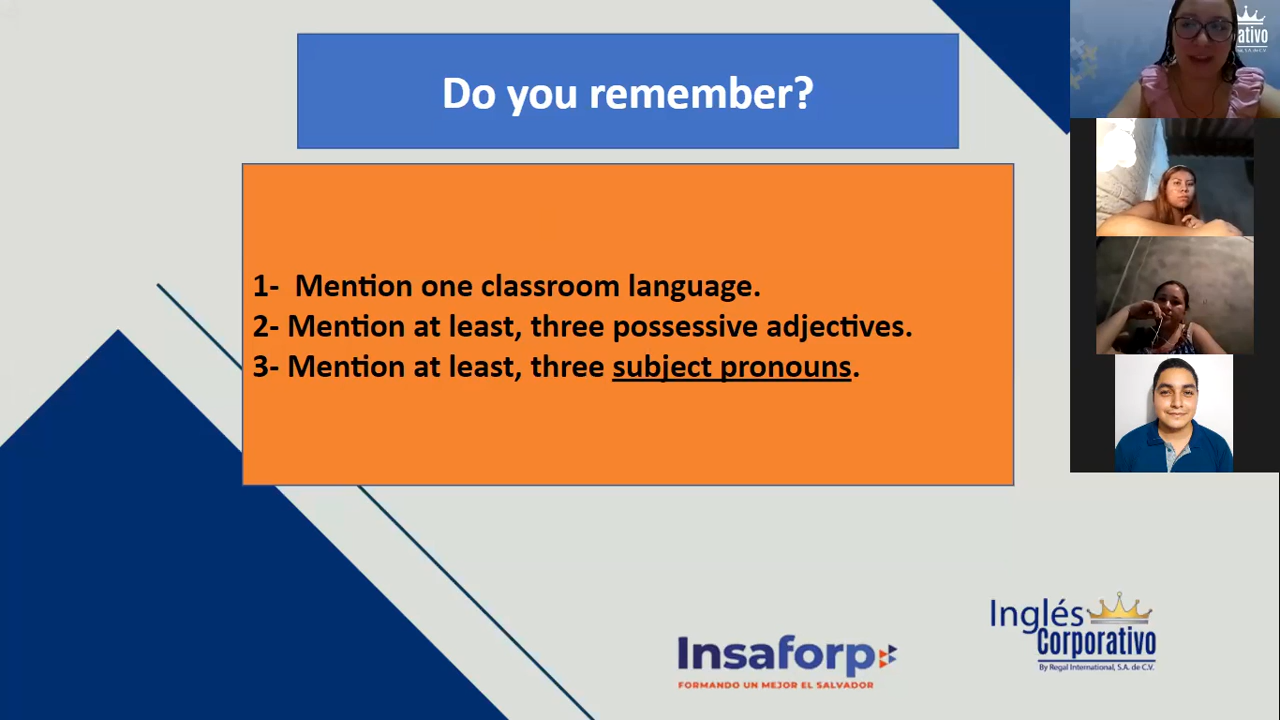 Do you remember?
1- Mention one classroom language.
2- Mention at least, three possessive adjectives.
3- Mention at least, three subject pronouns.
Insaforp
FORMANDO UN MEJOR EL SALVADOR
Inglés
Corporativo
By Regal International, S.A. de C.V.
ativo